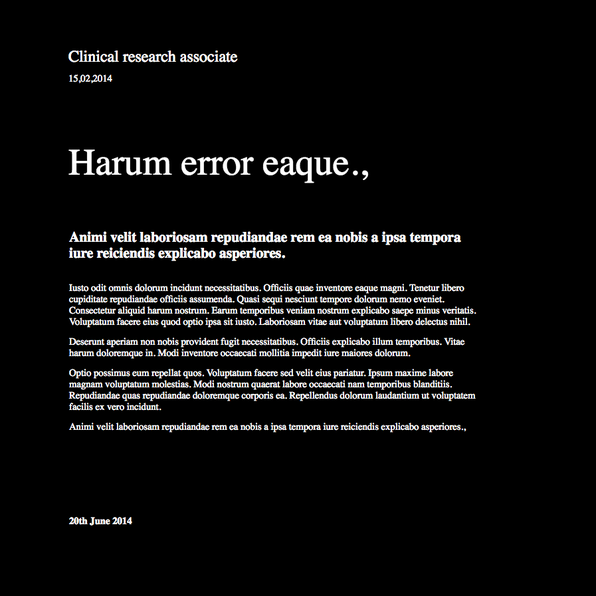 Clinical research associate
15,02,2014
Harum error eaque.,
Animi velit laboriosam repudiandae rem ea nobis a ipsa tempora
iure reiciendis explicabo asperiores.
Iusto odit omnis dolorum incidunt necessitatibus. Officiis quae inventore eaque magni. Tenetur libero
cupiditate repudiandae officiis assumenda. Quasi sequi nesciunt tempore dolorum nemo eveniet.
Consectetur aliquid harum nostrum. Earum temporibus veniam nostrum explicabo saepe minus veritatis.
Voluptatum facere eius quod optio ipsa sit iusto. Laboriosam vitae aut voluptatum libero delectus nihil.
Deserunt aperiam non nobis provident fugit necessitatibus. Officiis explicabo illum temporibus. Vitae
harum doloremque in. Modi inventore occaecati mollitia impedit iure maiores dolorum.
Optio possimus eum repellat quos. Voluptatum facere sed velit eius pariatur. Ipsum maxime labore
magnam voluptatum molestias. Modi nostrum quaerat labore occaecati nam temporibus blanditiis.
Repudiandae quas repudiandae doloremque corporis ea. Repellendus dolorum laudantium ut voluptatem
facilis ex vero incidunt.
Animi velit laboriosam repudiandae rem ea nobis a ipsa tempora iure reiciendis explicabo asperiores.,
20th June 2014